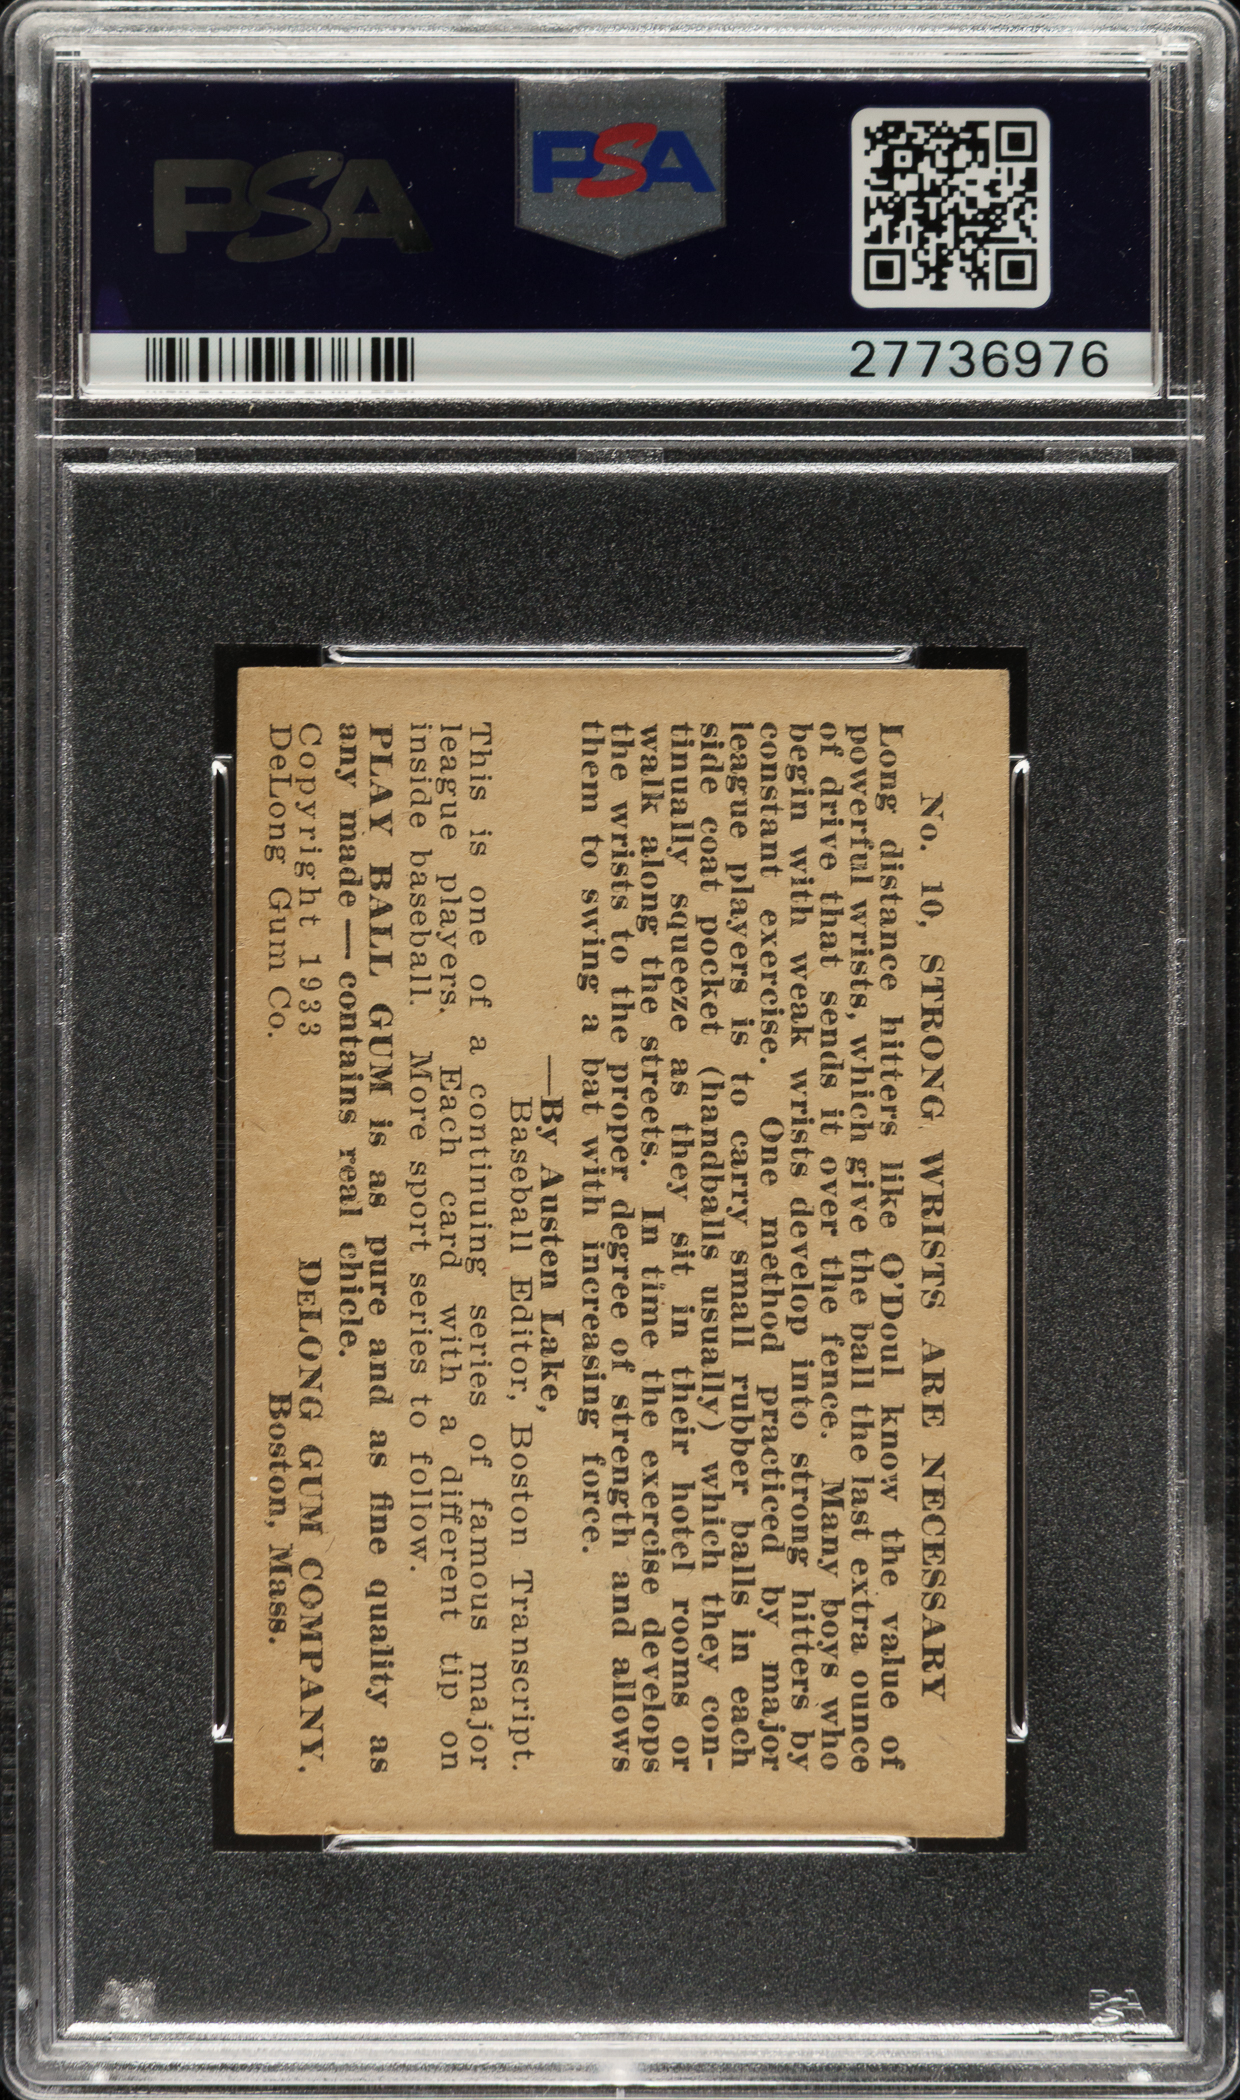 PSA
PSA
27736976
No. 10, STRONG WRISTS ARE NECESSARY
Long distance hitters like O'Doul know the value of
powerful wrists, which give the ball the last extra ounce
of drive that sends it over the fence. Many boys who
begin with weak wrists develop into strong hitters by
constant exercise. One method practiced by major
league players is to carry small rubber balls in each
side coat pocket (handballs usually) which they con-
tinually squeeze as they sit in their hotel rooms or
walk along the streets. In time the exercise develops
the wrists to the proper degree of strength and allows
them to swing a bat with increasing force.
—By Austen Lake,
Baseball Editor, Boston Transcript.
This is one of a continuing series of famous major
league players. Each card with a different tip on
inside baseball. More sport series to follow.
PLAY BALL GUM is as pure and as fine quality as
any made — contains real chicle.
Copyright 1933 DELONG GUM COMPANY.
DeLong Gum Co. Boston, Mass.
PSA